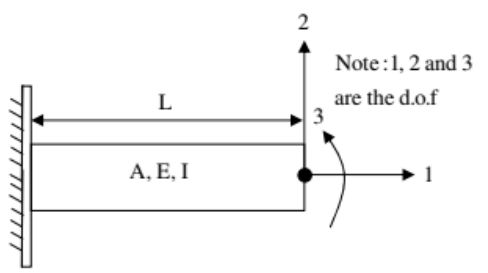 2
Note :1, 2 and 3
are the d.o.f
L
3
A, E, I
1